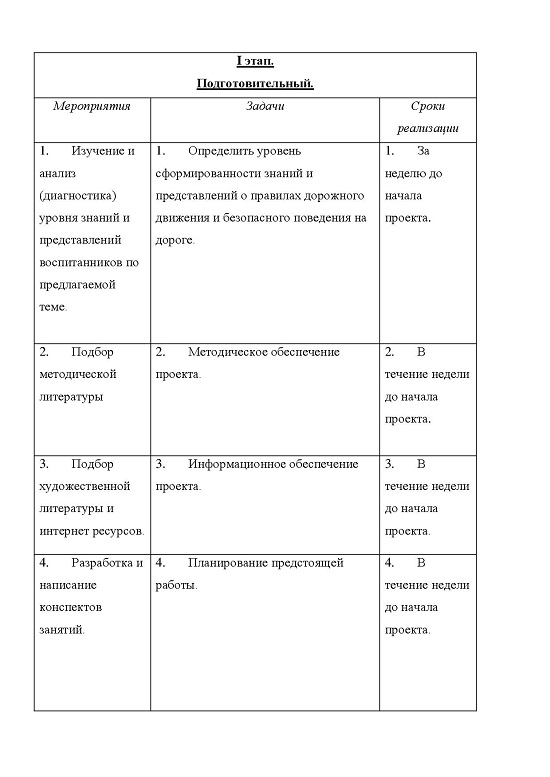 I этап.
Подготовительный.
Мероприятия
Задачи
Сроки
реализации
1. Изучение и
анализ
(диагностика)
уровня знаний и
представлений
воспитанников по
предлагаемой
теме.
1. Определить уровень
сформированности знаний и
представлений о правилах дорожного
движения и безопасного поведения на
дороге.
1. За
неделю до
начала
проекта.
2. Подбор
методической
литературы
2. Методическое обеспечение
проекта.
2. В
течение недели
до начала
проекта.
3. Подбор
художественной
литературы и
интернет ресурсов.
3. Информационное обеспечение
проекта.
3. В
течение недели
до начала
проекта.
4. Разработка и
написание
конспектов
занятий.
4. Планирование предстоящей
работы.
4. В
течение недели
до начала
проекта.